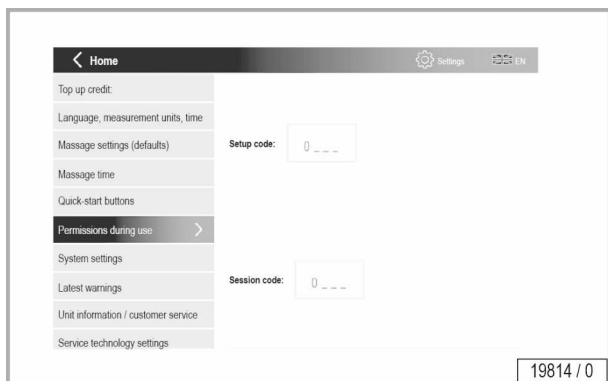 Home
Settings
EN
Top up credit:
Language, measurement units, time
Massage settings (defaults)
Setup code:
0 _ _ _
Massage time
Quick-start buttons
Permissions during use
System settings
Latest warnings
Session code:
0 _ _ _
Unit information / customer service
Service technology settings
19814 / 0